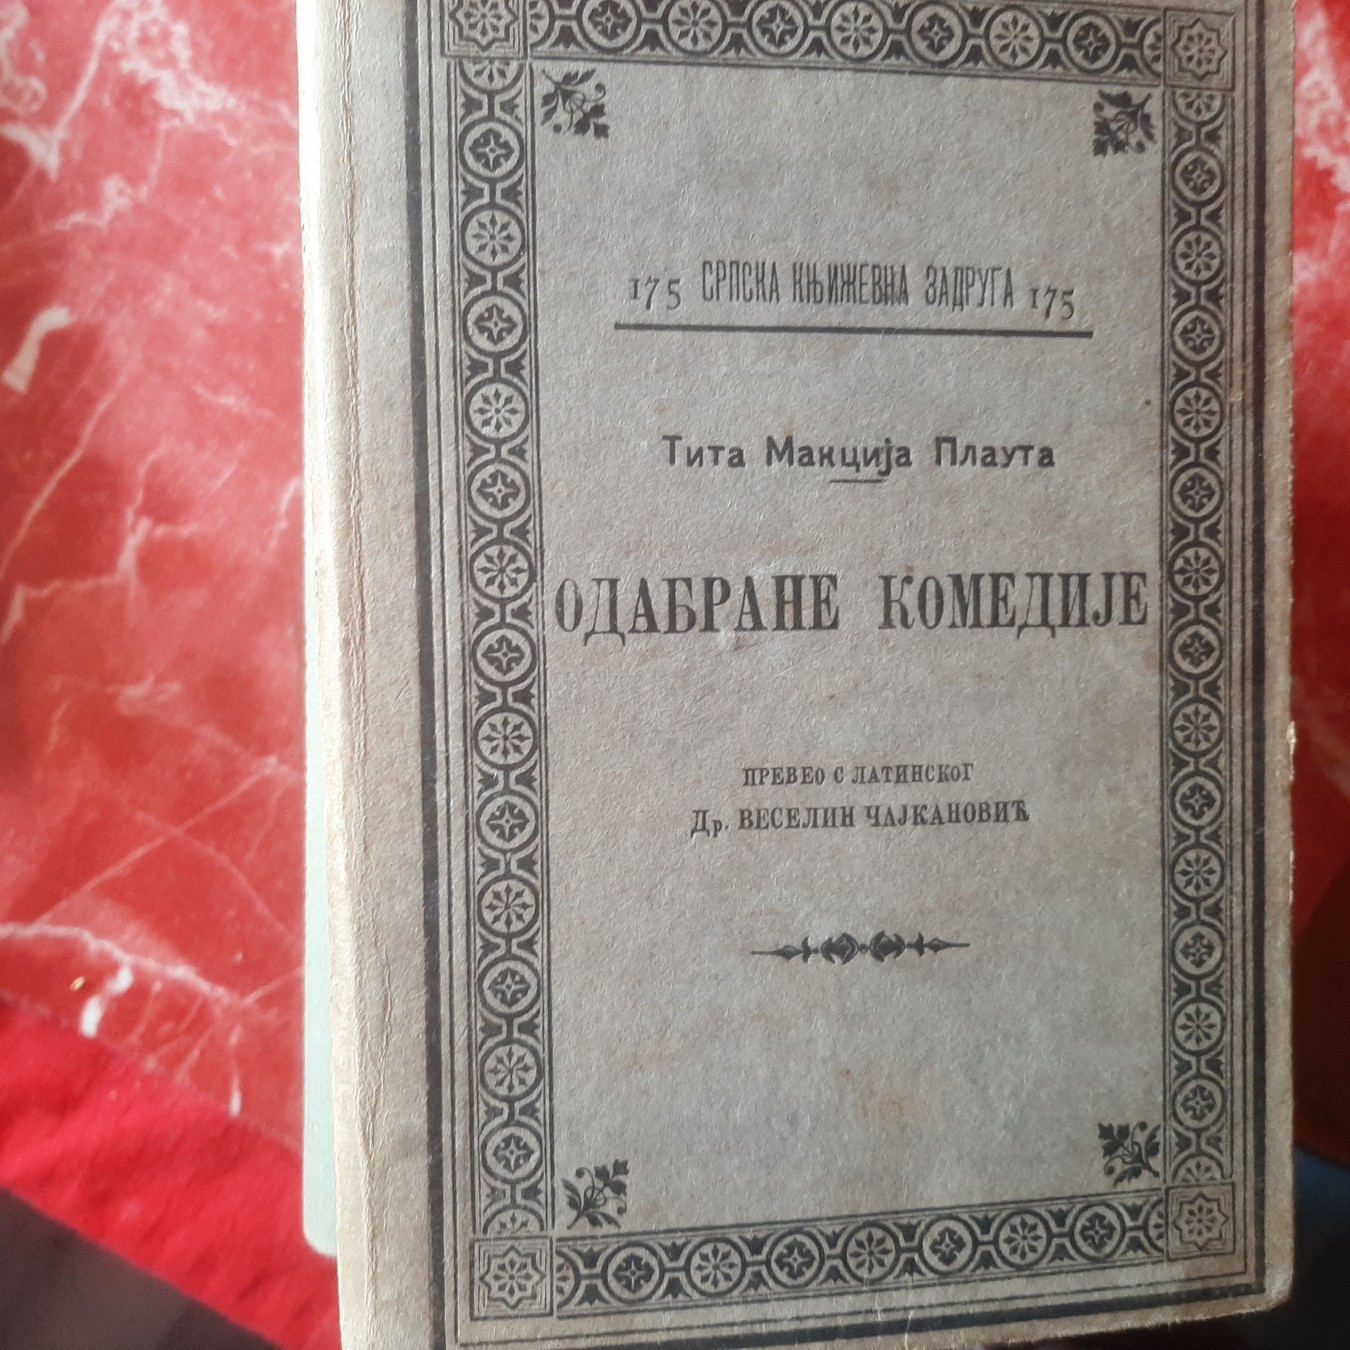 175 СРПСКА КЊИЖЕВНА ЗАДРУГА 175
Тита Макција Плаута
ОДАБРАНЕ КОМЕДИЈЕ
ПРЕВЕО С ЛАТИНСКОГ
Др. ВЕСЕЛИН ЧАЈКАНОВИЋ